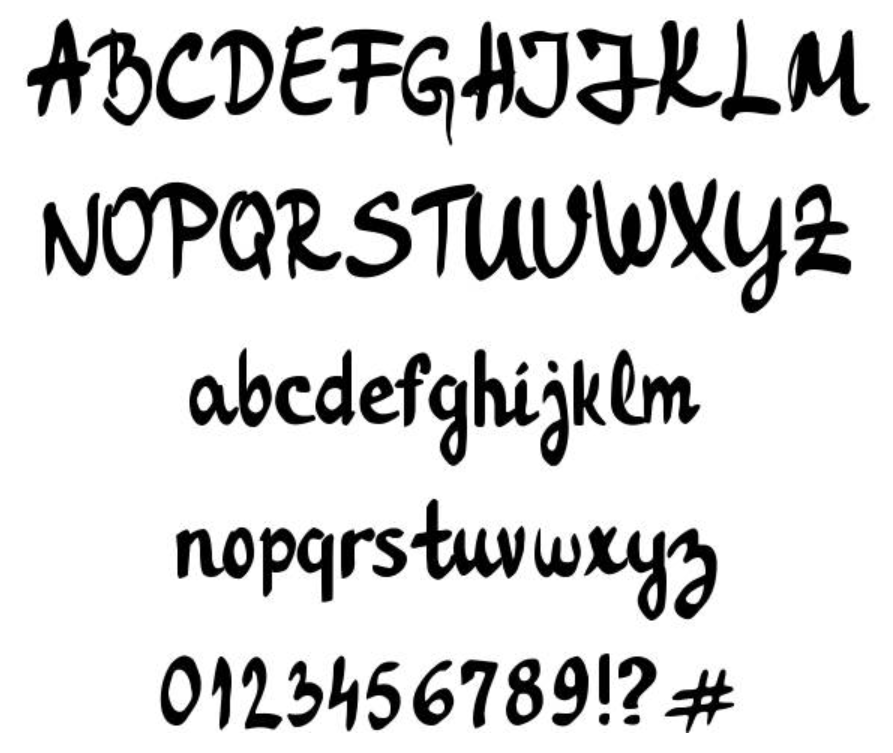 ABCDEFGHIJKLM
NOPQRSTUVWXYZ
abcdefghijklm
nopqrstuvwxyz
0123456789!?#